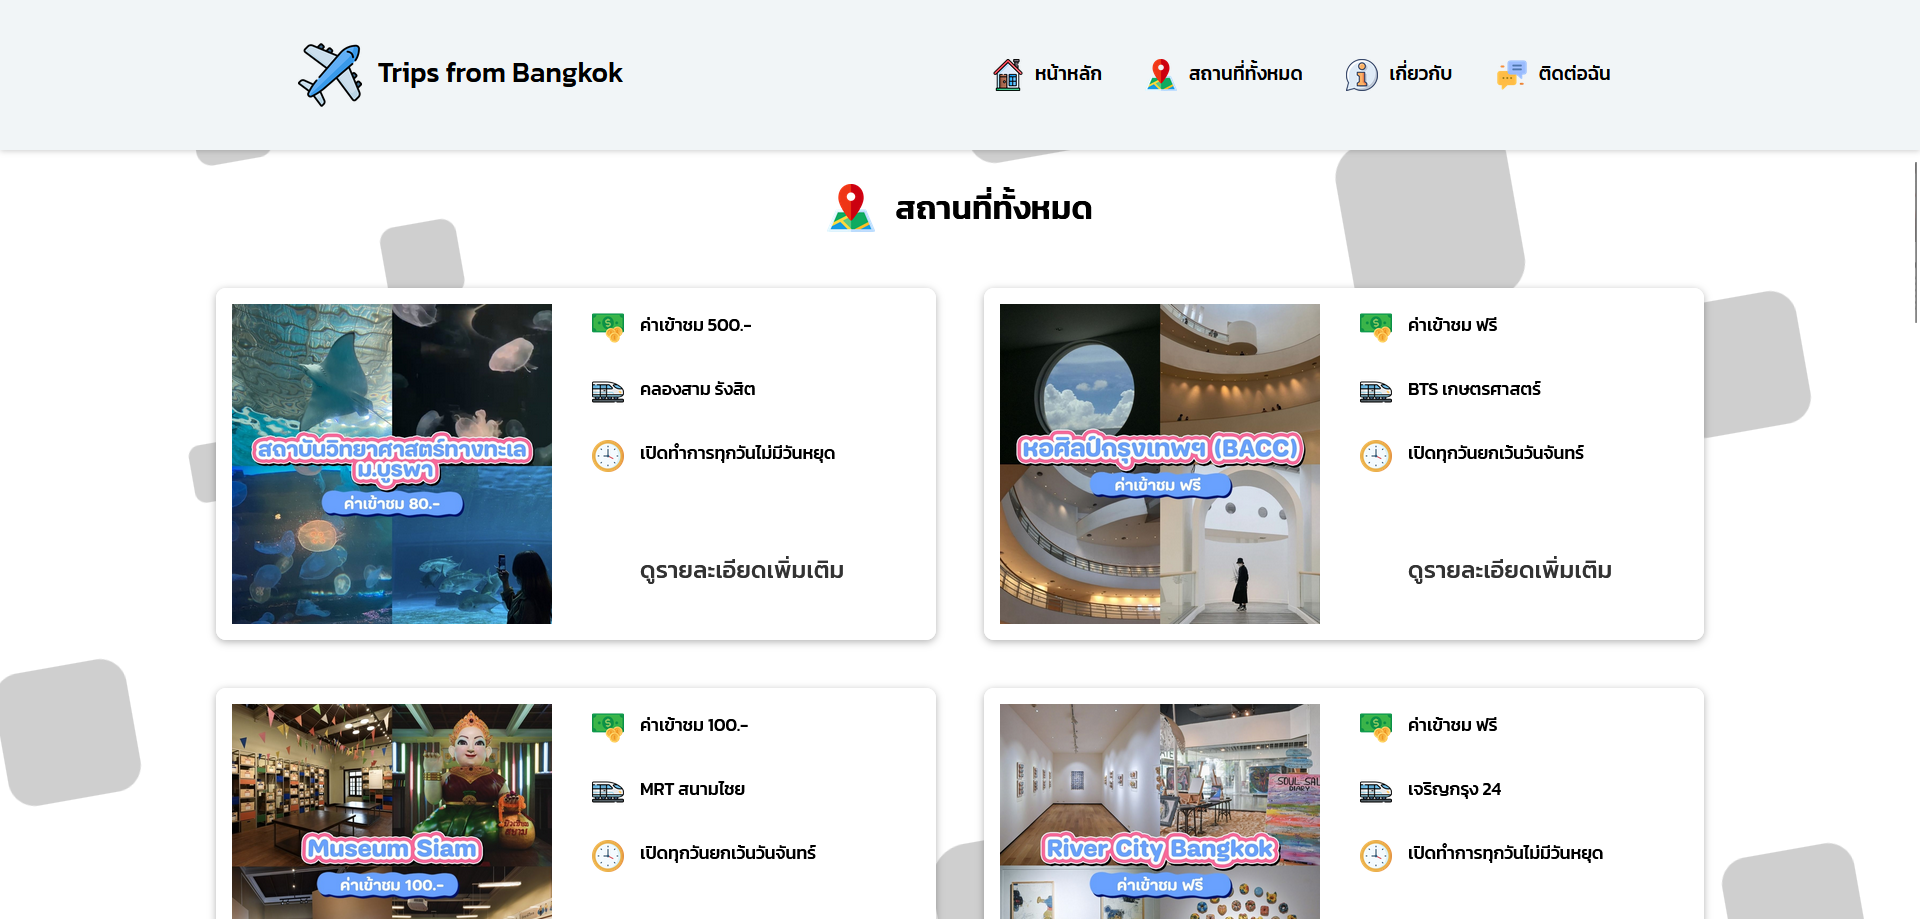 Trips from Bangkok
หน้าหลัก
สถานที่ทั้งหมด
เกี่ยวกับ
ติดต่อฉัน
สถานที่ทั้งหมด
สถาบันวิทยาศาสตร์ทางทะเล
ม.บูรพา
ค่าเข้าชม 80.-
ค่าเข้าชม 500.-
คลองสาม รังสิต
เปิดทำการทุกวันไม่มีวันหยุด
ดูรายละเอียดเพิ่มเติม
หอศิลป์กรุงเทพฯ (BACC)
ค่าเข้าชม ฟรี
ค่าเข้าชม ฟรี
BTS เกษตรศาสตร์
เปิดทุกวันยกเว้นวันจันทร์
ดูรายละเอียดเพิ่มเติม
Museum Siam
ค่าเข้าชม 100.-
ค่าเข้าชม 100.-
MRT สนามไชย
เปิดทุกวันยกเว้นวันจันทร์
SOUL SAL
DIARY
River City Bangkok
ค่าเข้าชม ฟรี
ค่าเข้าชม ฟรี
เจริญกรุง 24
เปิดทำการทุกวันไม่มีวันหยุด